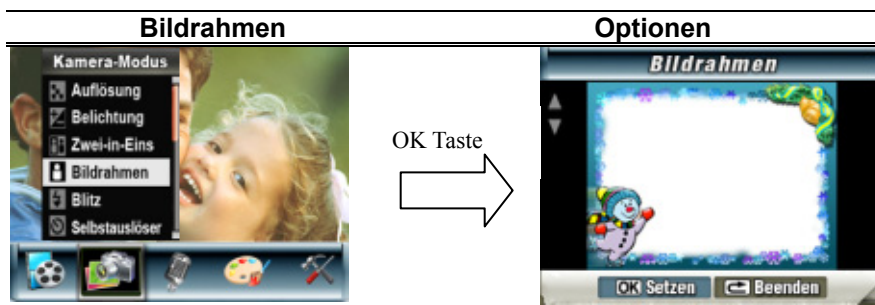 Bildrahmen
Optionen
Kamera-Modus
Auflösung
Belichtung
Zwei-in-Eins
Bildrahmen
Blitz
Selbstauslöser
OK Taste
Bildrahmen
OK Setzen
Beenden